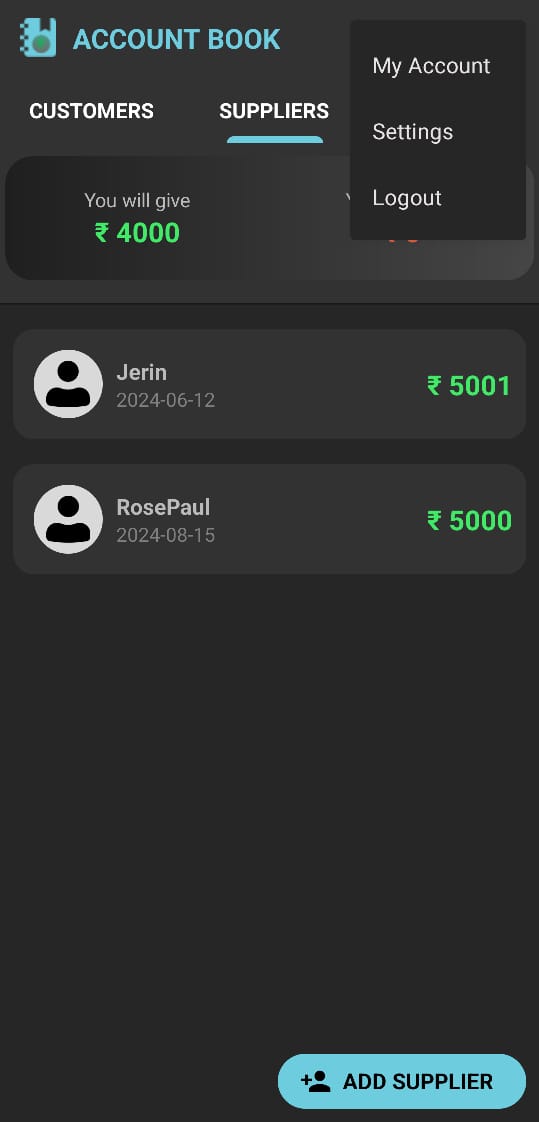 ACCOUNT BOOK
My Account
CUSTOMERS
SUPPLIERS
Settings
You will give
Logout
₹ 4000
Jerin
2024-06-12
₹ 5001
RosePaul
2024-08-15
₹ 5000
ADD SUPPLIER